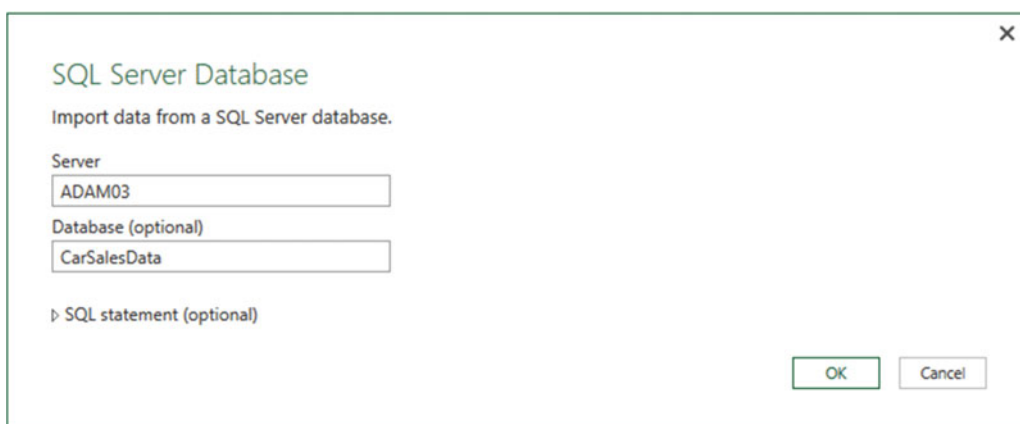 SQL Server Database
Import data from a SQL Server database.
Server
ADAM03
Database (optional)
CarSalesData
SQL statement (optional)
OK Cancel